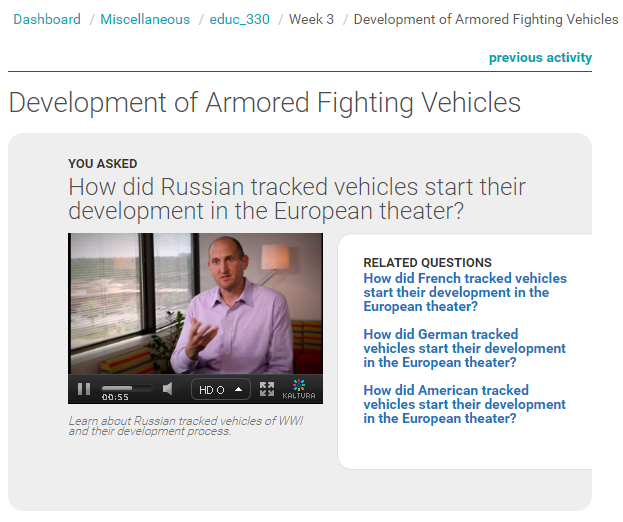 Dashboard / Miscellaneous / educ_330 / Week 3 / Development of Armored Fighting Vehicles
previous activity
Development of Armored Fighting Vehicles
YOU ASKED
How did Russian tracked vehicles start their
development in the European theater?
00:55
HD O
KALTURA
Learn about Russian tracked vehicles of WWI
and their development process.
RELATED QUESTIONS
How did French tracked vehicles
start their development in the
European theater?
How did German tracked
vehicles start their development
in the European theater?
How did American tracked
vehicles start their development
in the European theater?